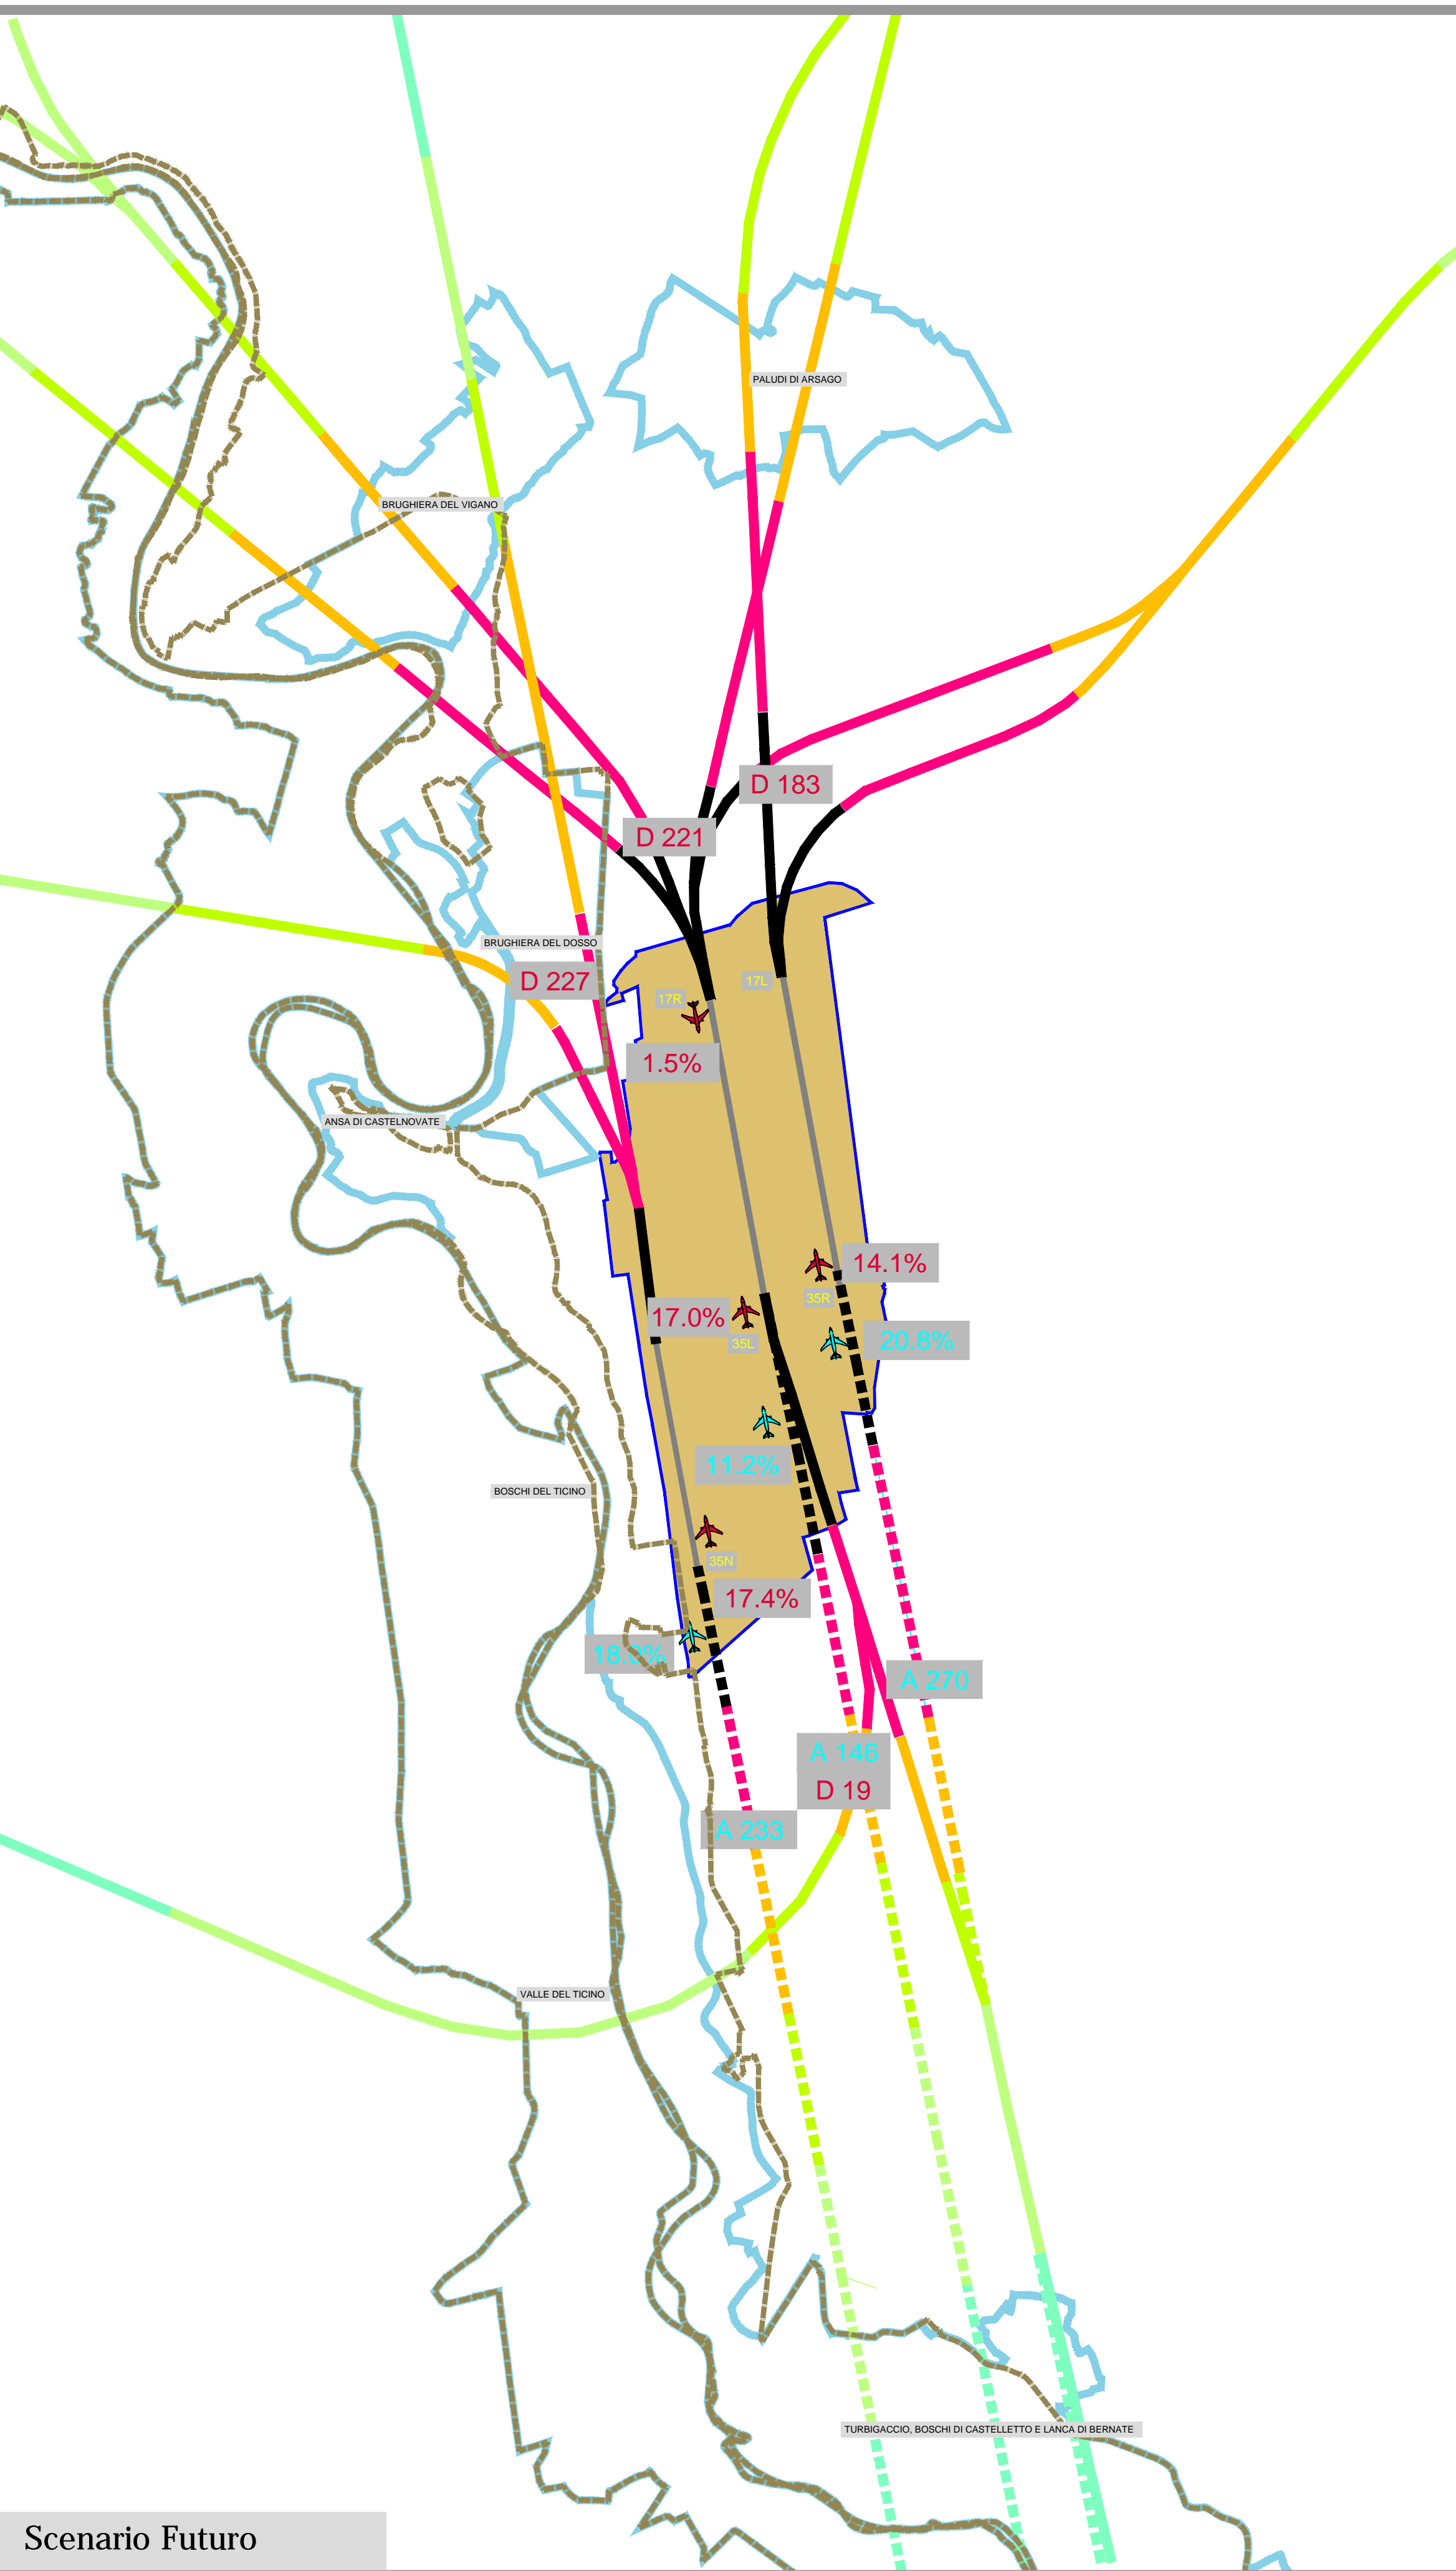 PALUDI DI ARSAGO
BRUGHIERA DEL VIGANO
D 183
D 221
BRUGHIERA DEL DOSSO
D 227
17L
17R
1.5%
ANSA DI CASTELNOVATE
14.1%
35R
17.0%
35L
20.8%
11.2%
BOSCHI DEL TICINO
35N
17.4%
A 270
A 146
D 19
A 233
VALLE DEL TICINO
TURBIGACCIO, BOSCHI DI CASTELLETTO E LANCA DI BERNATE
Scenario Futuro